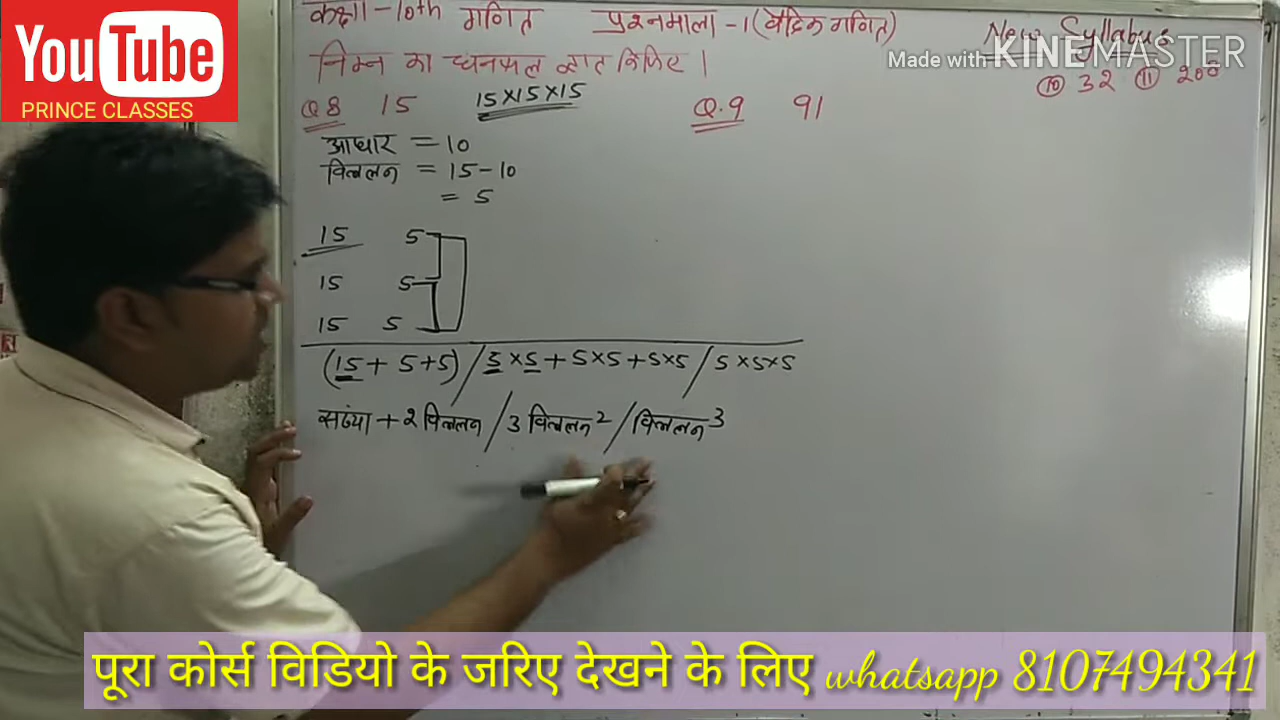 YouTube
PRINCE CLASSES
कक्षा-10th गणित प्रश्नमाला-1 (वैदिक गणित)
New Syllabus
Made with KINEMASTER
निम्न का घनफल ज्ञात कीजिए।
⑩ 32 ⑪ 200
Q.8 15 15×15×15 Q.9 91
आधार = 10
विचलन = 15-10
= 5
15 5
15 5
15 5
(15 + 5+5) / 5×5 + 5×5 + 5×5 / 5×5×5
संख्या + 2 विचलन / 3 विचलन² / विचलन³
पूरा कोर्स विडियो के जरिए देखने के लिए whatsapp 8107494341